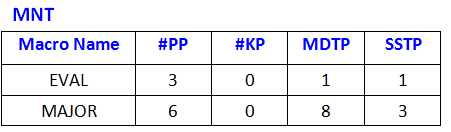 MNT
Macro Name #PP #KP MDTP SSTP
EVAL 3 0 1 1
MAJOR 6 0 8 3